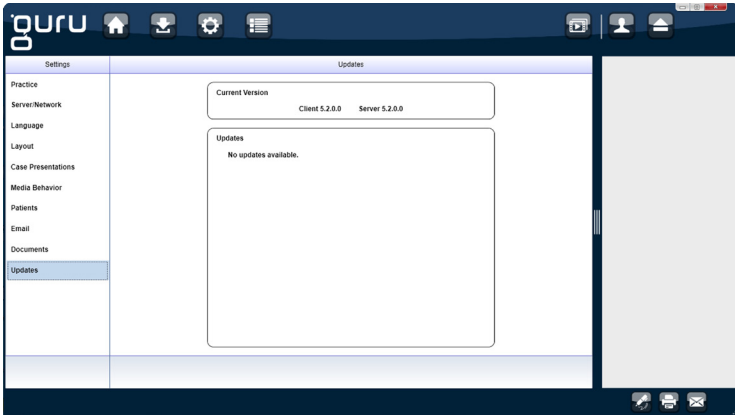 guru
Settings
Updates
Practice
Server/Network
Language
Layout
Case Presentations
Media Behavior
Patients
Email
Documents
Updates
Current Version
Client 5.2.0.0 Server 5.2.0.0
Updates
No updates available.